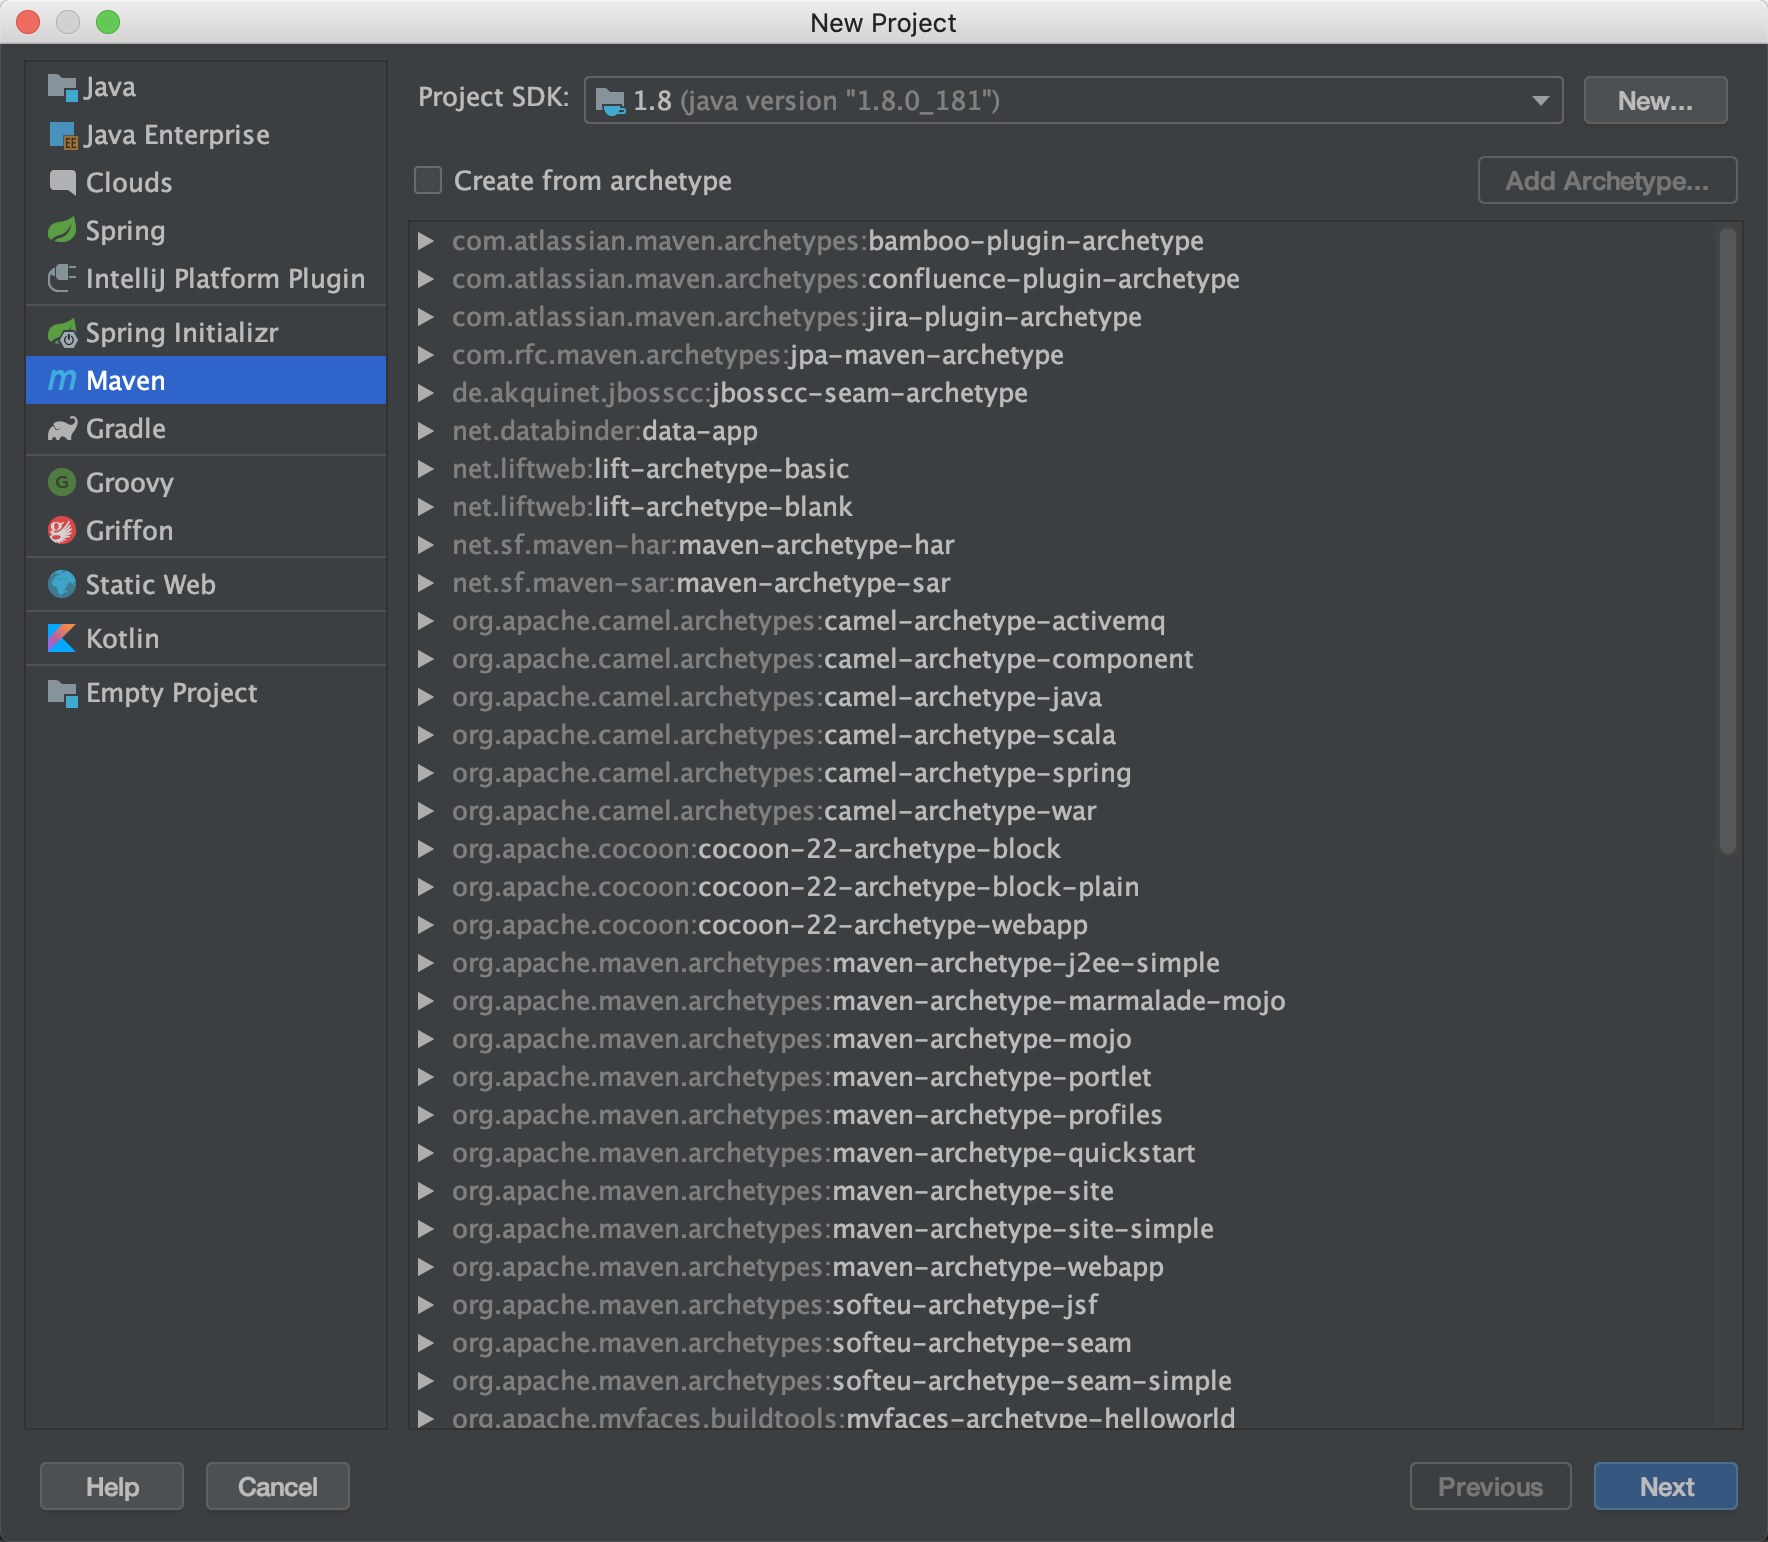 New Project
Java
Java Enterprise
Clouds
Spring
IntelliJ Platform Plugin
Spring Initializr
Maven
Gradle
Groovy
Griffon
Static Web
Kotlin
Empty Project
Project SDK: 1.8 (java version "1.8.0_181") New...
Create from archetype Add Archetype...
com.atlassian.maven.archetypes:bamboo-plugin-archetype
com.atlassian.maven.archetypes:confluence-plugin-archetype
com.atlassian.maven.archetypes:jira-plugin-archetype
com.rfc.maven.archetypes:jpa-maven-archetype
de.akquinet.jbosscc:jbosscc-seam-archetype
net.databinder:data-app
net.liftweb:lift-archetype-basic
net.liftweb:lift-archetype-blank
net.sf.maven-har:maven-archetype-har
net.sf.maven-sar:maven-archetype-sar
org.apache.camel.archetypes:camel-archetype-activemq
org.apache.camel.archetypes:camel-archetype-component
org.apache.camel.archetypes:camel-archetype-java
org.apache.camel.archetypes:camel-archetype-scala
org.apache.camel.archetypes:camel-archetype-spring
org.apache.camel.archetypes:camel-archetype-war
org.apache.cocoon:cocoon-22-archetype-block
org.apache.cocoon:cocoon-22-archetype-block-plain
org.apache.cocoon:cocoon-22-archetype-webapp
org.apache.maven.archetypes:maven-archetype-j2ee-simple
org.apache.maven.archetypes:maven-archetype-marmalade-mojo
org.apache.maven.archetypes:maven-archetype-mojo
org.apache.maven.archetypes:maven-archetype-portlet
org.apache.maven.archetypes:maven-archetype-profiles
org.apache.maven.archetypes:maven-archetype-quickstart
org.apache.maven.archetypes:maven-archetype-site
org.apache.maven.archetypes:maven-archetype-site-simple
org.apache.maven.archetypes:maven-archetype-webapp
org.apache.maven.archetypes:softeu-archetype-jsf
org.apache.maven.archetypes:softeu-archetype-seam
org.apache.maven.archetypes:softeu-archetype-seam-simple
org.apache.myfaces.buildtools:myfaces-archetype-helloworld
Help Cancel Previous Next